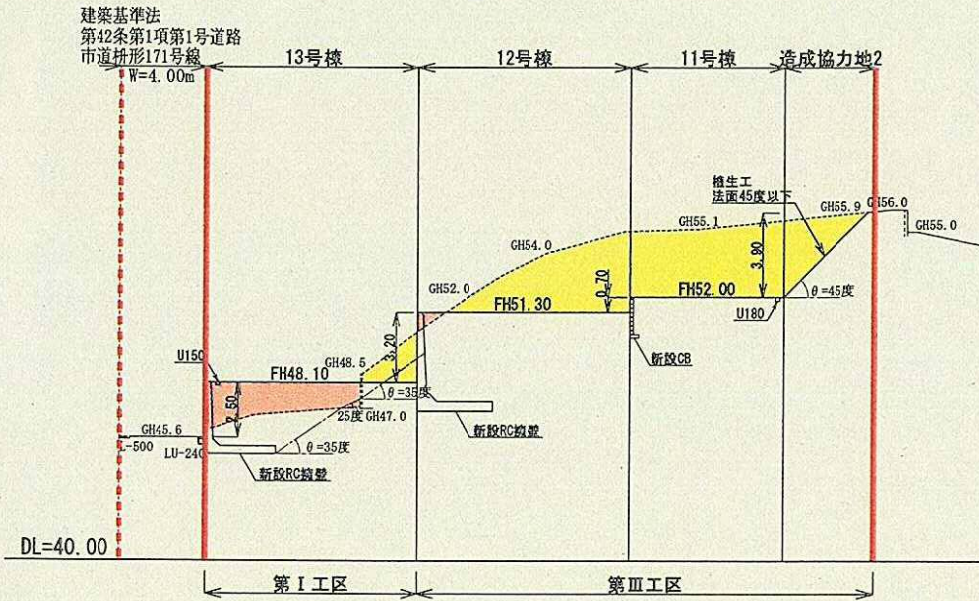 建築基準法
第42条第1項第1号道路
市道枡形171号線
W=4.00m
13号棟
12号棟
11号棟
造成協力地2
植生工
法面45度以下
GH55.9
GH56.0
GH55.0
GH55.1
GH54.0
3.90
GH52.0
0.70
FH51.30
FH52.00
θ=45度
U180
新設CB
U150
3.20
GH48.5
FH48.10
θ=35度
2.50
25度
GH47.0
GH45.6
L-500
LU-240
θ=35度
新設RC擁壁
新設RC擁壁
DL=40.00
第Ⅰ工区
第Ⅲ工区